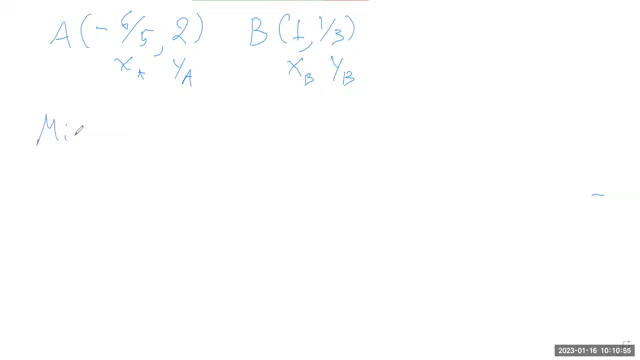 A (-6/5, 2) B (1, 1/3)
x_A y_A x_B y_B
Mi
2023-01-16 10:10:55